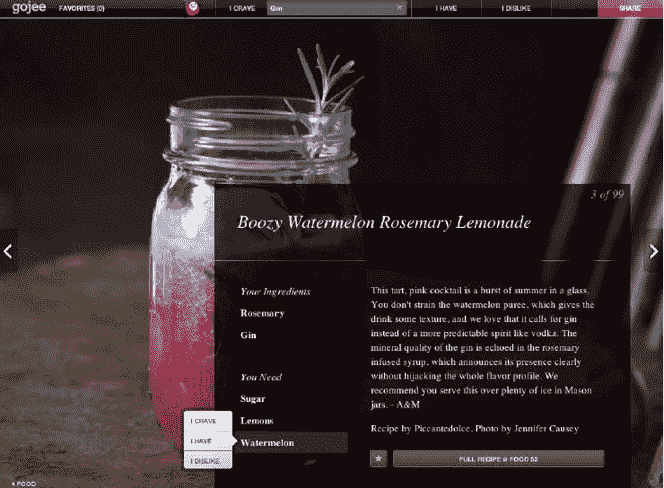 gojee FAVORITES (0) I CRAVE Gin × I HAVE I DISLIKE SHARE
3 of 99
Boozy Watermelon Rosemary Lemonade
Your Ingredients
Rosemary
Gin
You Need
Sugar
Lemons
Watermelon
I CRAVE
I HAVE
I DISLIKE
This tart, pink cocktail is a burst of summer in a glass.
You don't strain the watermelon puree, which gives the
drink some texture, and we love that it calls for gin
instead of a more predictable spirit like vodka. The
mineral quality of the gin is echoed in the rosemary
infused syrup, which announces its presence clearly
without hijacking the whole flavor profile. We
recommend you serve this over plenty of ice in Mason
jars. - A&M
Recipe by Piccantedolce, Photo by Jennifer Causey
FULL RECIPE @ FOOD 52
FOOD